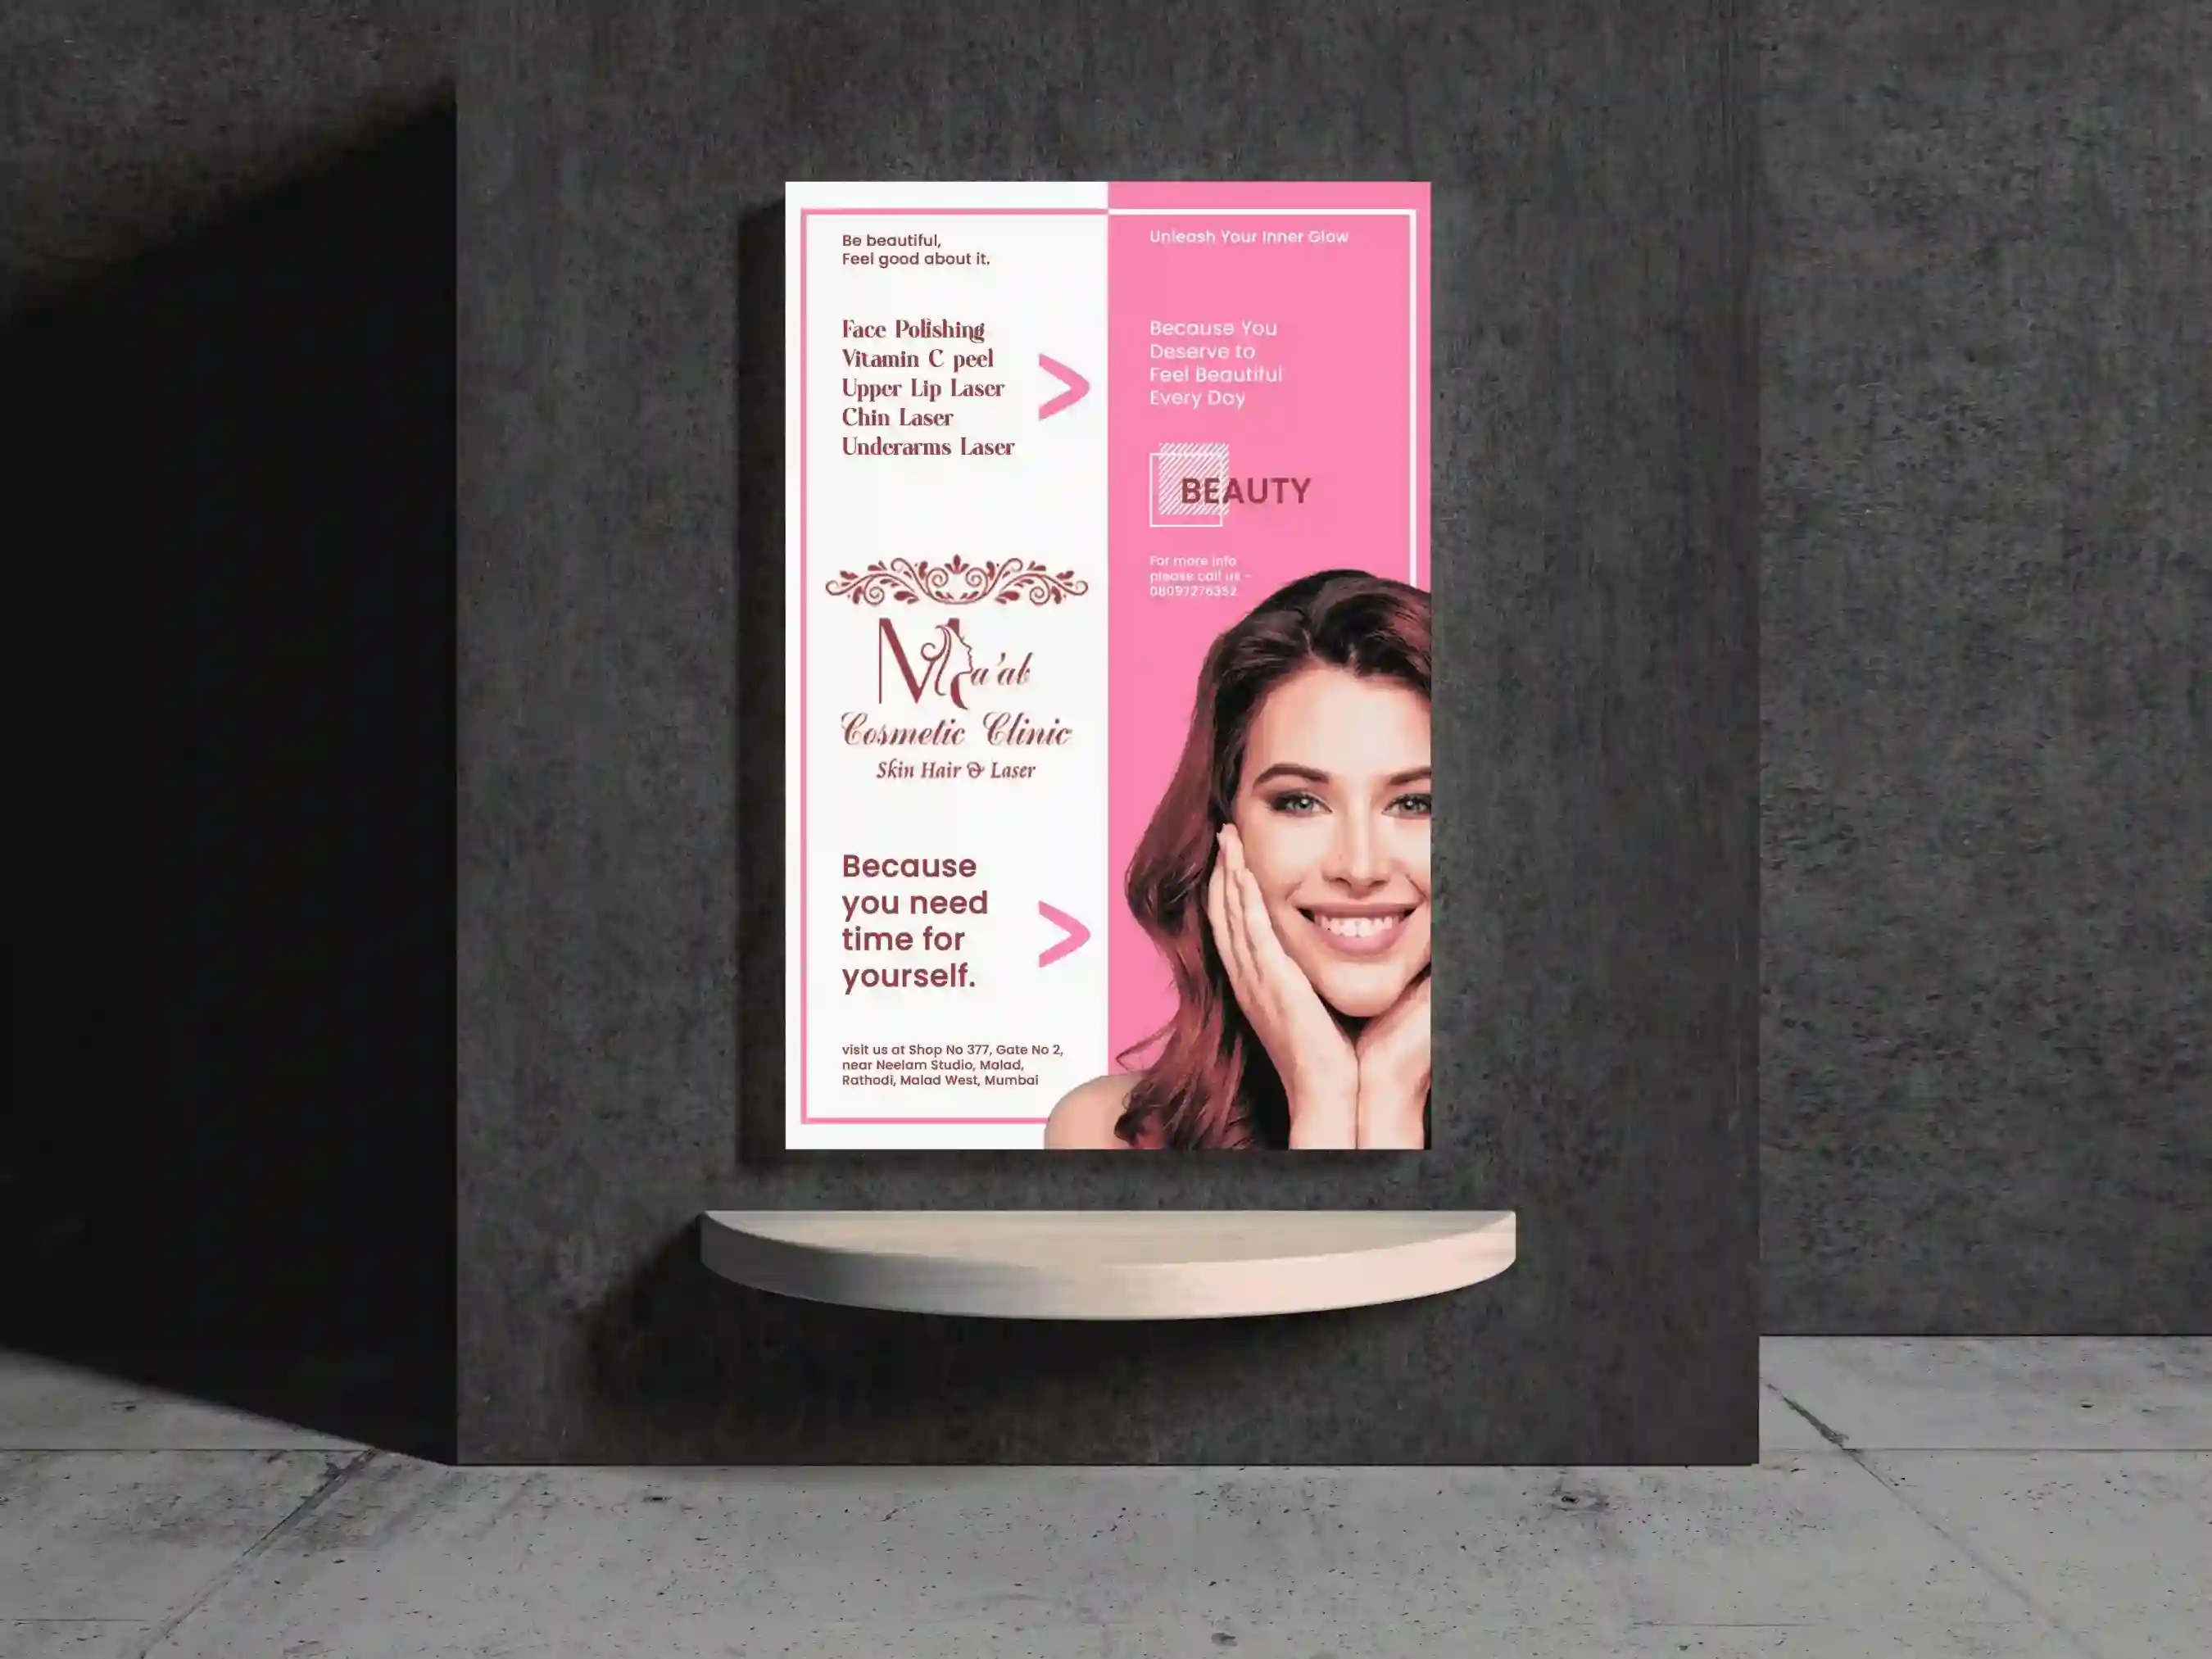 Be beautiful,
Feel good about it.
Face Polishing
Vitamin C peel
Upper Lip Laser
Chin Laser
Underarms Laser
>
Ma'ab
Cosmetic Clinic
Skin Hair & Laser
Because
you need
time for
yourself.
>
visit us at Shop No 377, Gate No 2,
near Neelam Studio, Malad,
Rathodi, Malad West, Mumbai
Unleash Your Inner Glow
Because You
Deserve to
Feel Beautiful
Every Day
BEAUTY
For more info
please call us -
08097276352